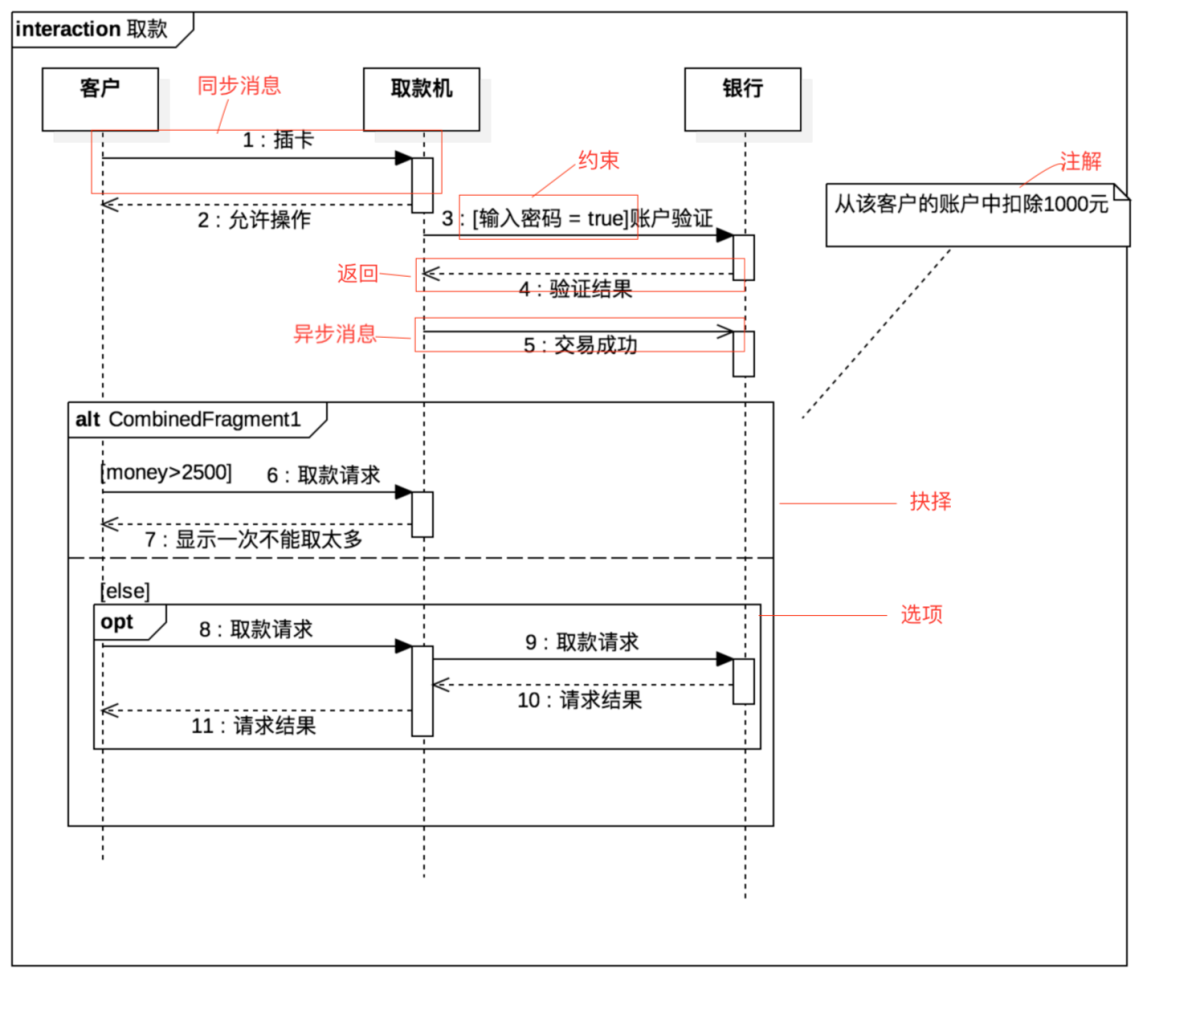 interaction 取款
客户
同步消息
取款机
银行
1 : 插卡
约束
注解
2 : 允许操作
3 : [输入密码 = true]账户验证
从该客户的账户中扣除1000元
返回
4 : 验证结果
异步消息
5 : 交易成功
alt CombinedFragment1
[money>2500]
6 : 取款请求
抉择
7 : 显示一次不能取太多
[else]
opt
选项
8 : 取款请求
9 : 取款请求
10 : 请求结果
11 : 请求结果